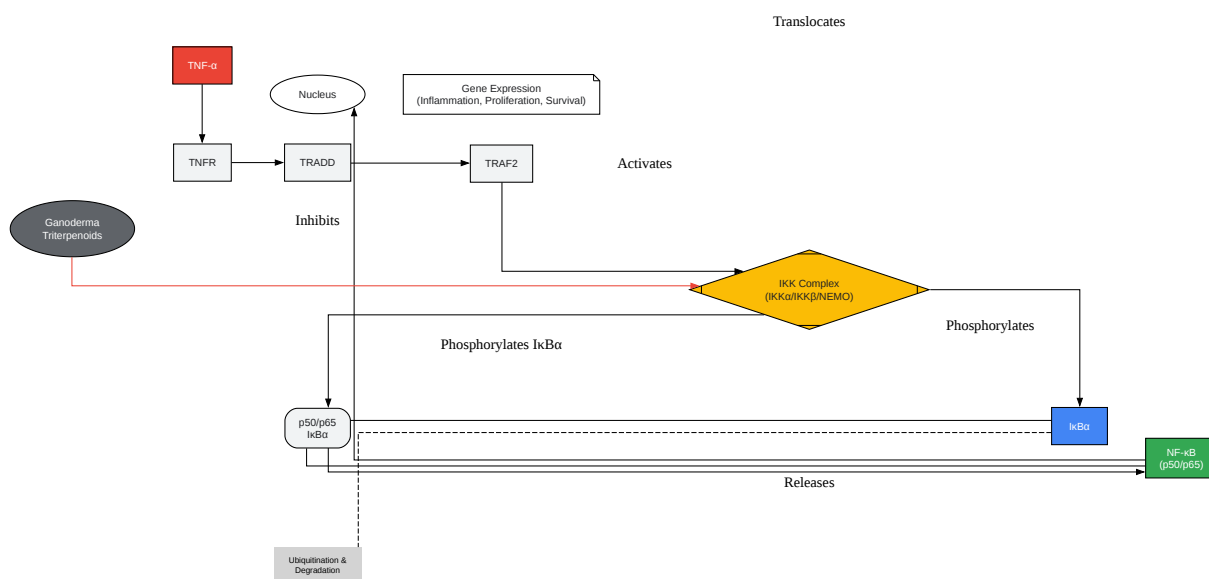 Translocates
TNF-α
Nucleus
Gene Expression
(Inflammation, Proliferation, Survival)
TNFR
TRADD
TRAF2
Activates
Ganoderma
Triterpenoids
Inhibits
IKK Complex
(IKKα/IKKβ/NEMO)
Phosphorylates
Phosphorylates IκBα
p50/p65
IκBα
IκBα
NF-κB
(p50/p65)
Releases
Ubiquitination &
Degradation